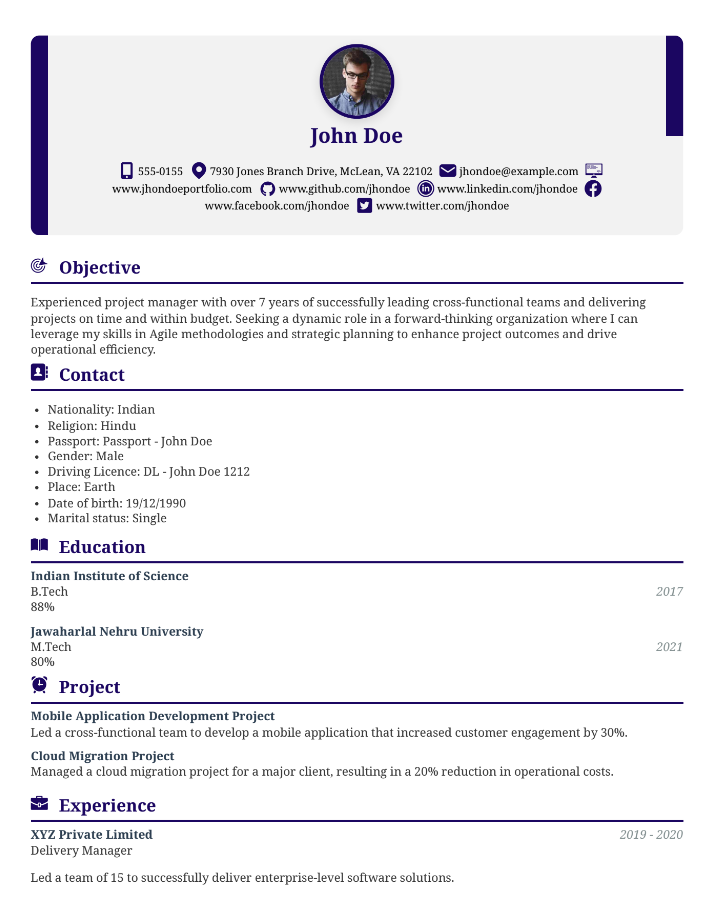 John Doe
555-0155 7930 Jones Branch Drive, McLean, VA 22102 jhondoe@example.com
www.jhondoeportfolio.com www.github.com/jhondoe in www.linkedin.com/jhondoe
www.facebook.com/jhondoe www.twitter.com/jhondoe
Objective
Experienced project manager with over 7 years of successfully leading cross-functional teams and delivering
projects on time and within budget. Seeking a dynamic role in a forward-thinking organization where I can
leverage my skills in Agile methodologies and strategic planning to enhance project outcomes and drive
operational efficiency.
Contact
• Nationality: Indian
• Religion: Hindu
• Passport: Passport - John Doe
• Gender: Male
• Driving Licence: DL - John Doe 1212
• Place: Earth
• Date of birth: 19/12/1990
• Marital status: Single
Education
Indian Institute of Science
B.Tech 2017
88%
Jawaharlal Nehru University
M.Tech 2021
80%
Project
Mobile Application Development Project
Led a cross-functional team to develop a mobile application that increased customer engagement by 30%.
Cloud Migration Project
Managed a cloud migration project for a major client, resulting in a 20% reduction in operational costs.
Experience
XYZ Private Limited 2019 - 2020
Delivery Manager
Led a team of 15 to successfully deliver enterprise-level software solutions.